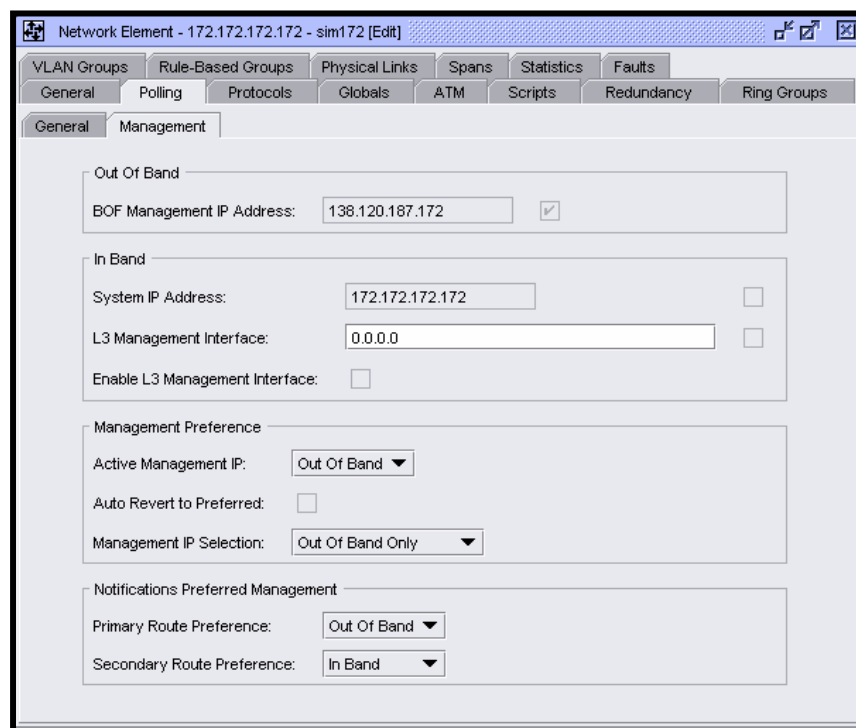 Network Element - 172.172.172.172 - sim172 [Edit]
VLAN Groups Rule-Based Groups Physical Links Spans Statistics Faults
General Polling Protocols Globals ATM Scripts Redundancy Ring Groups
General Management
Out Of Band
BOF Management IP Address: 138.120.187.172
In Band
System IP Address: 172.172.172.172
L3 Management Interface: 0.0.0.0
Enable L3 Management Interface:
Management Preference
Active Management IP: Out Of Band
Auto Revert to Preferred:
Management IP Selection: Out Of Band Only
Notifications Preferred Management
Primary Route Preference: Out Of Band
Secondary Route Preference: In Band